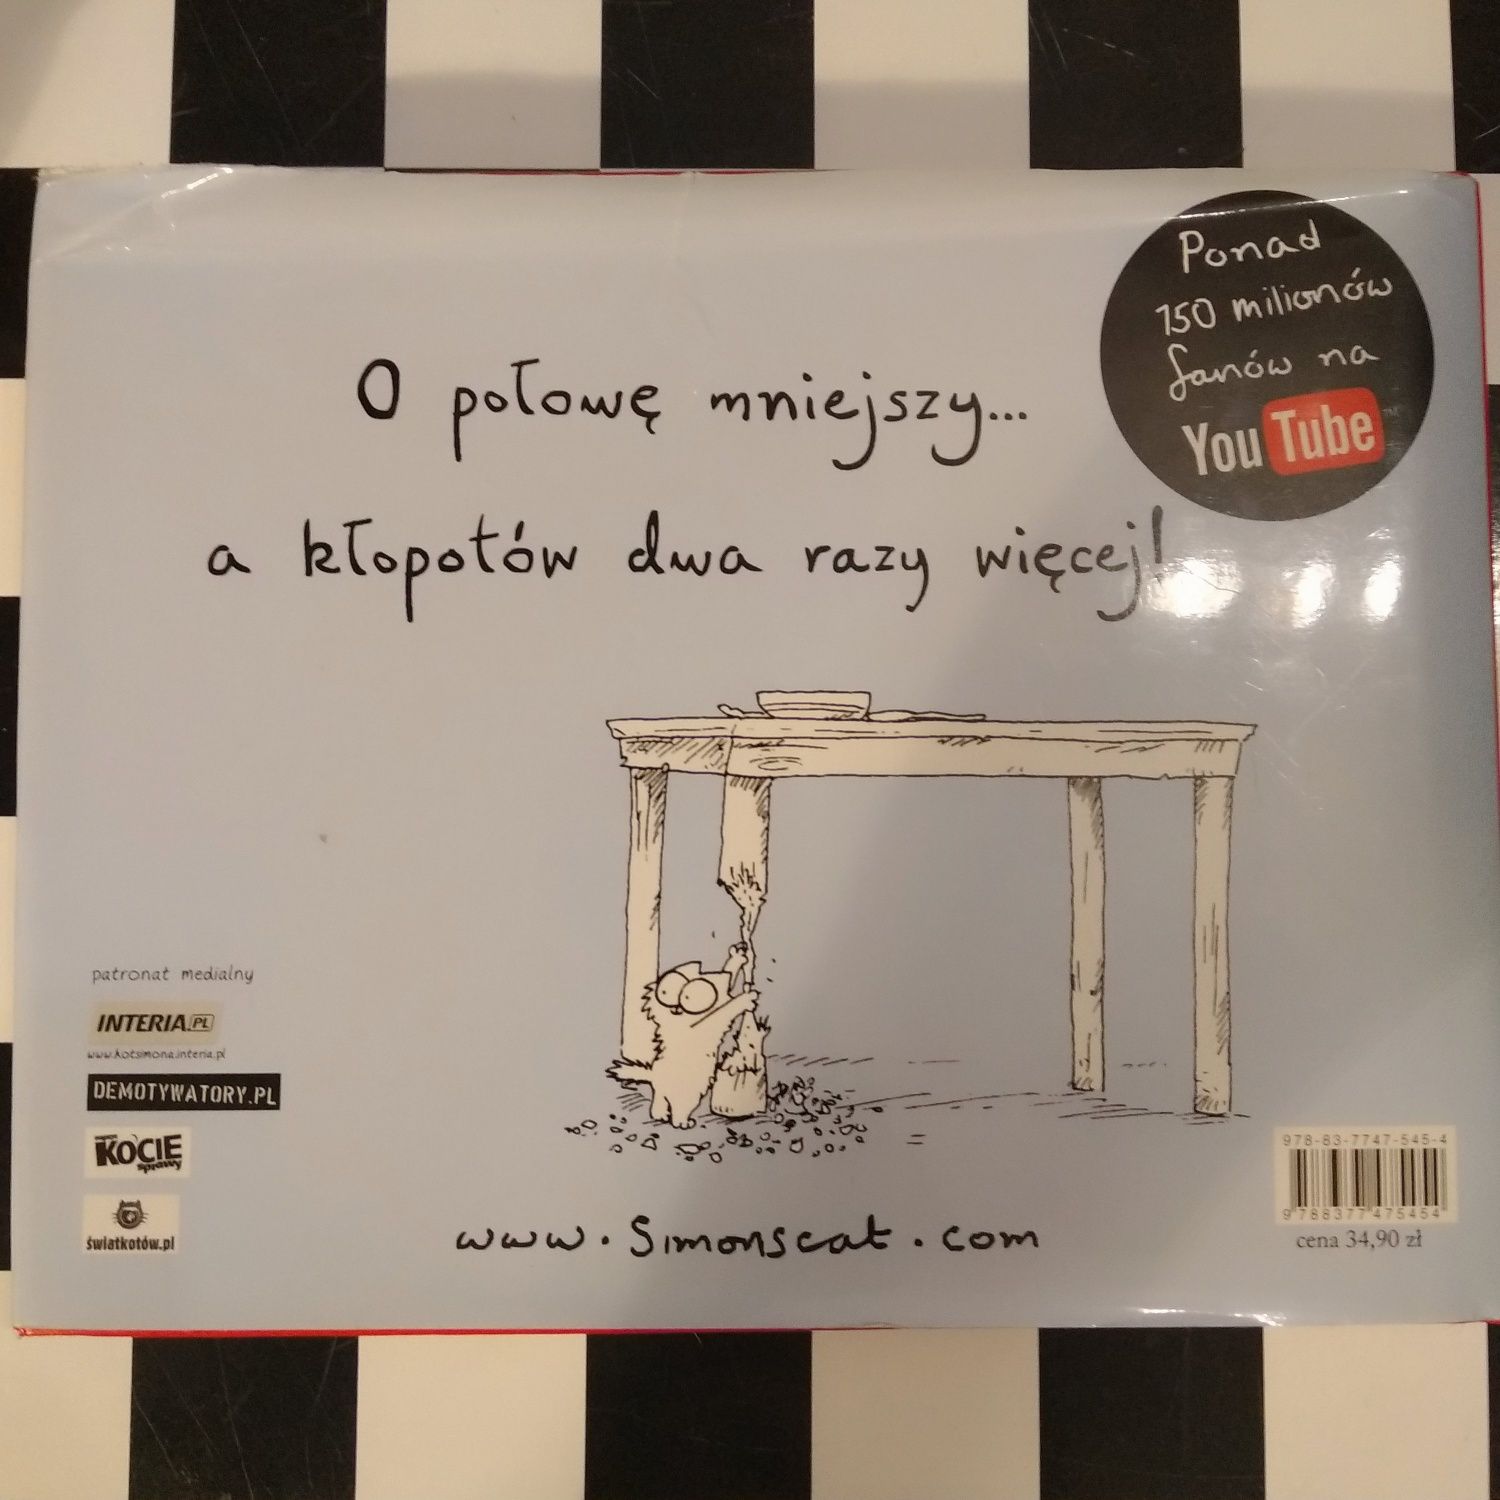 Ponad
150 milionów
fanów na
YouTube™
O połowę mniejszy...
a kłopotów dwa razy więcej!
patronat medialny
INTERIA.PL
www.kotsimona.interia.pl
DEMOTYWATORY.PL
KOCIE
sprawy
światkotów.pl
www.simonscat.com
978-83-7747-545-4
9788377475454
cena 34,90 zł